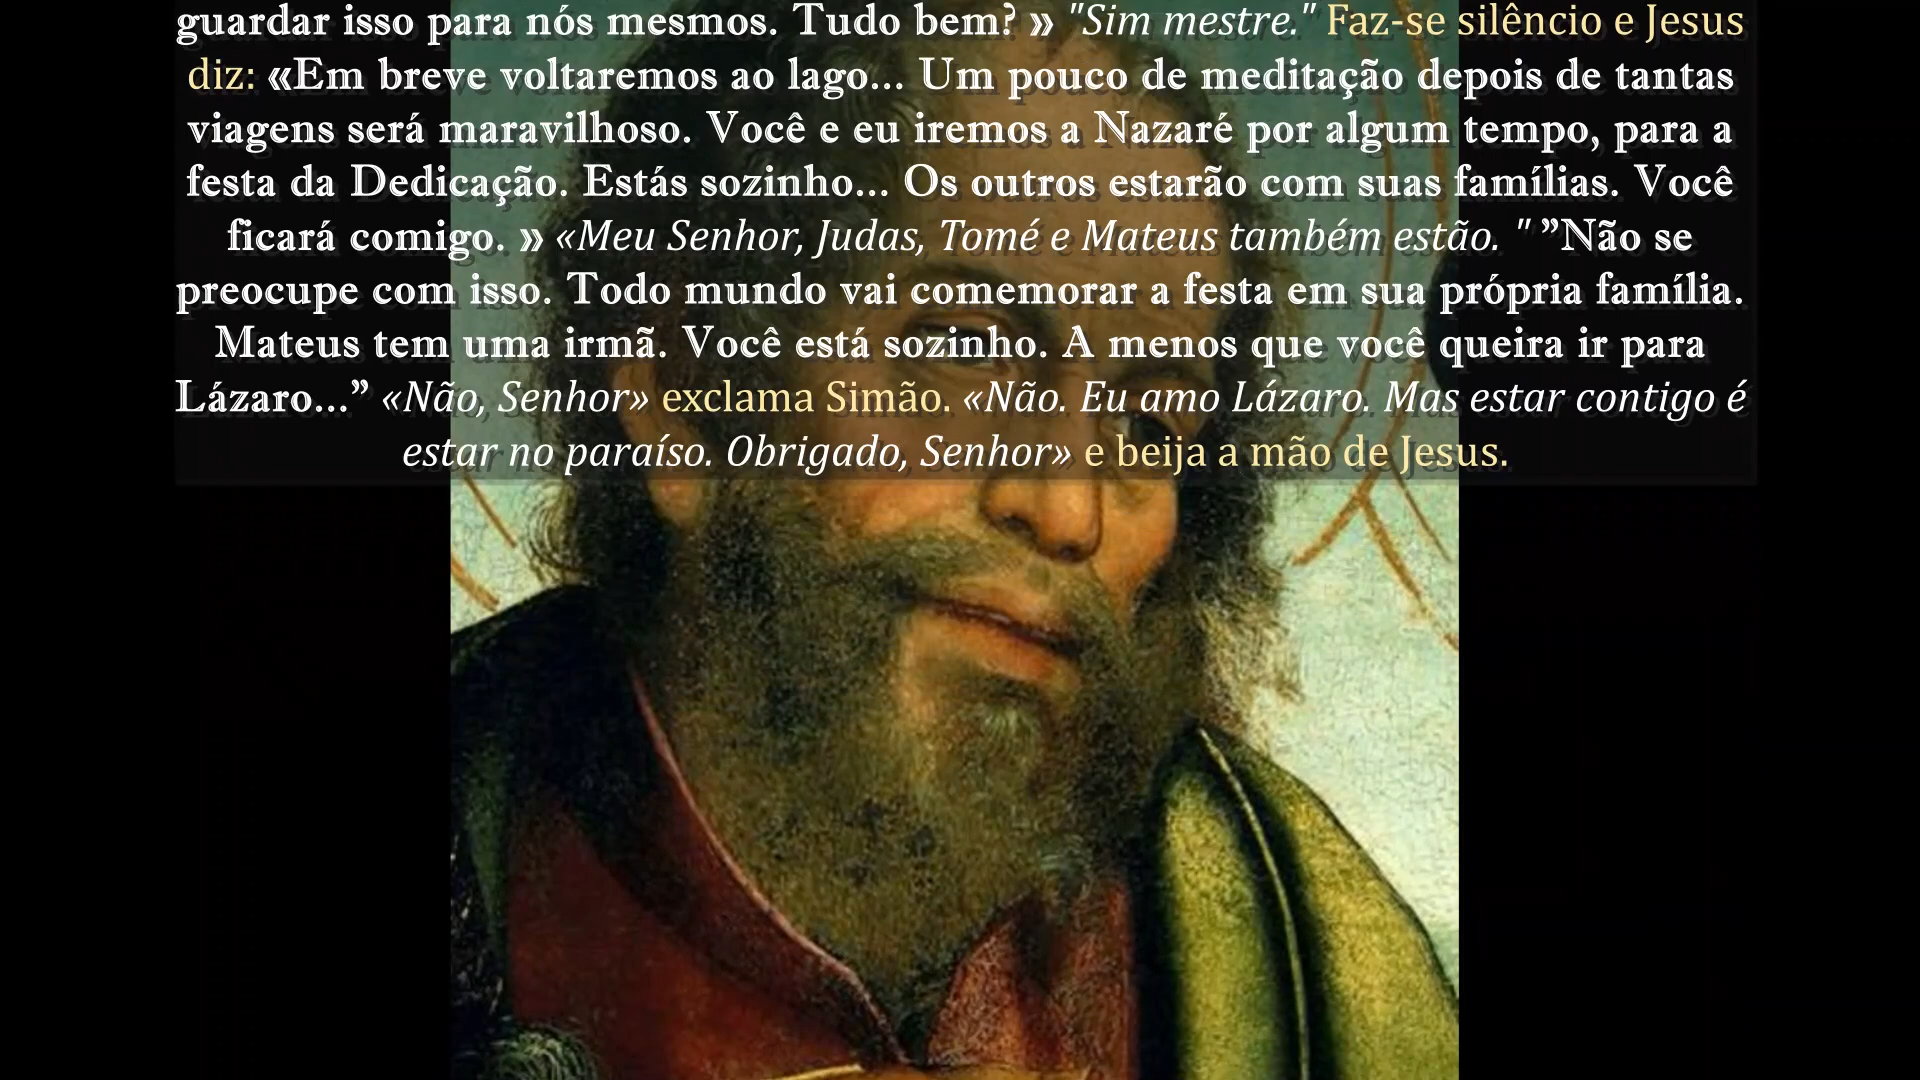 guardar isso para nós mesmos. Tudo bem? » "Sim mestre." Faz-se silêncio e Jesus
diz: «Em breve voltaremos ao lago... Um pouco de meditação depois de tantas
viagens será maravilhoso. Você e eu iremos a Nazaré por algum tempo, para a
festa da Dedicação. Estás sozinho... Os outros estarão com suas famílias. Você
ficará comigo. » «Meu Senhor, Judas, Tomé e Mateus também estão. " ”Não se
preocupe com isso. Todo mundo vai comemorar a festa em sua própria família.
Mateus tem uma irmã. Você está sozinho. A menos que você queira ir para
Lázaro...” «Não, Senhor» exclama Simão. «Não. Eu amo Lázaro. Mas estar contigo é
estar no paraíso. Obrigado, Senhor» e beija a mão de Jesus.